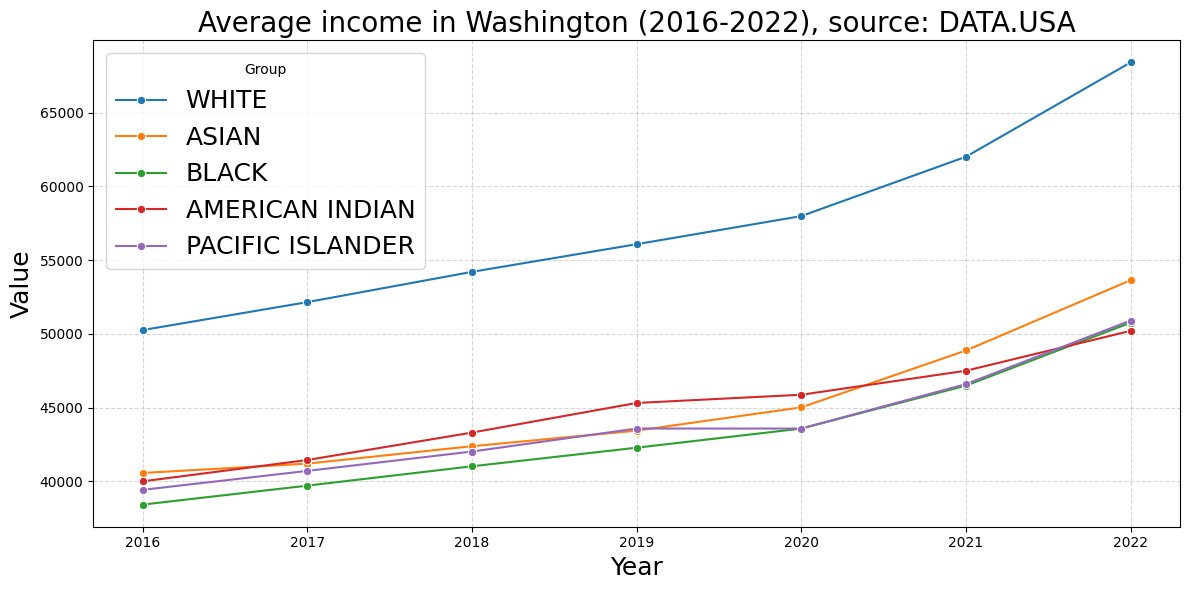 Average income in Washington (2016-2022), source: DATA.USA
Group
WHITE
ASIAN
BLACK
AMERICAN INDIAN
PACIFIC ISLANDER
Value
65000
60000
55000
50000
45000
40000
2016 2017 2018 2019 2020 2021 2022
Year